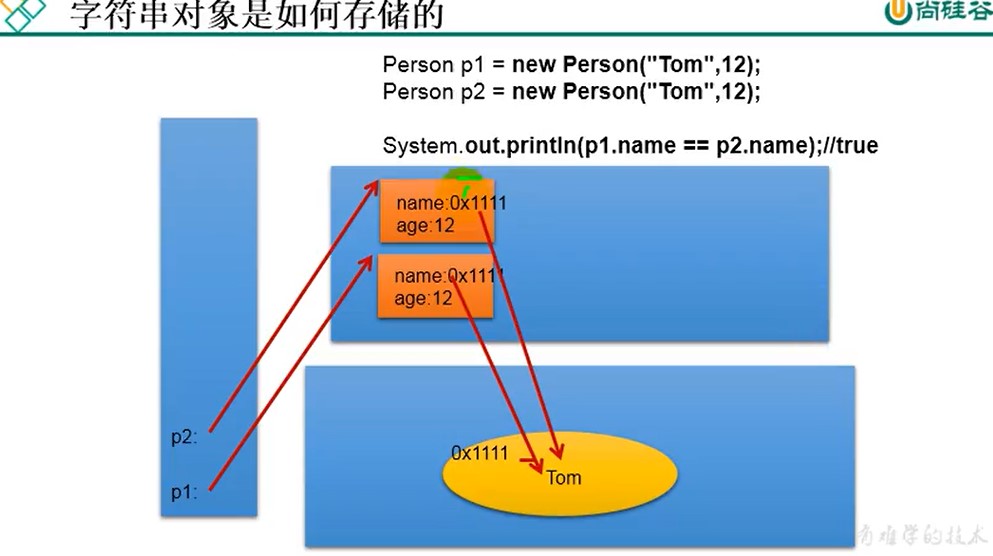 字符串对象是如何存储的
尚硅谷
Person p1 = new Person("Tom",12);
Person p2 = new Person("Tom",12);
System.out.println(p1.name == p2.name);//true
name:0x1111
age:12
name:0x1111
age:12
p2:
p1:
0x1111
Tom
难学的技术